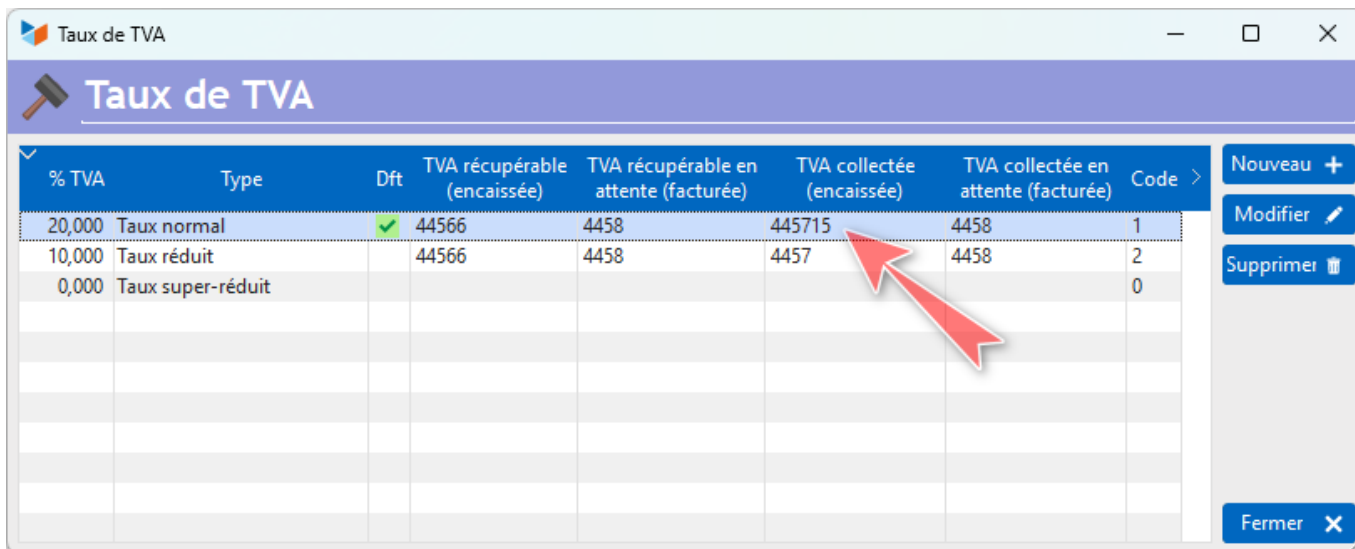 Taux de TVA
Taux de TVA
% TVA Type Dft TVA récupérable (encaissée) TVA récupérable en attente (facturée) TVA collectée (encaissée) TVA collectée en attente (facturée) Code
20,000 Taux normal 44566 4458 445715 4458 1
10,000 Taux réduit 44566 4458 4457 4458 2
0,000 Taux super-réduit 0
Nouveau
Modifier
Supprimer
Fermer